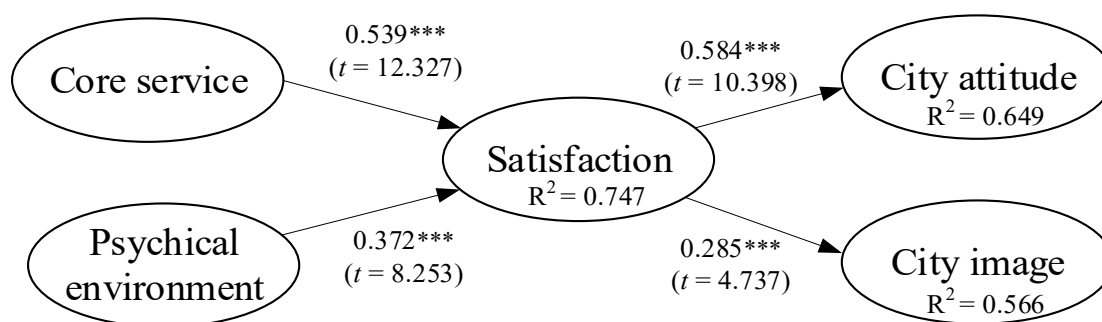 Core service
0.539***
(t = 12.327)
0.584***
(t = 10.398)
City attitude
R² = 0.649
Satisfaction
R² = 0.747
Psychical
environment
0.372***
(t = 8.253)
0.285***
(t = 4.737)
City image
R² = 0.566